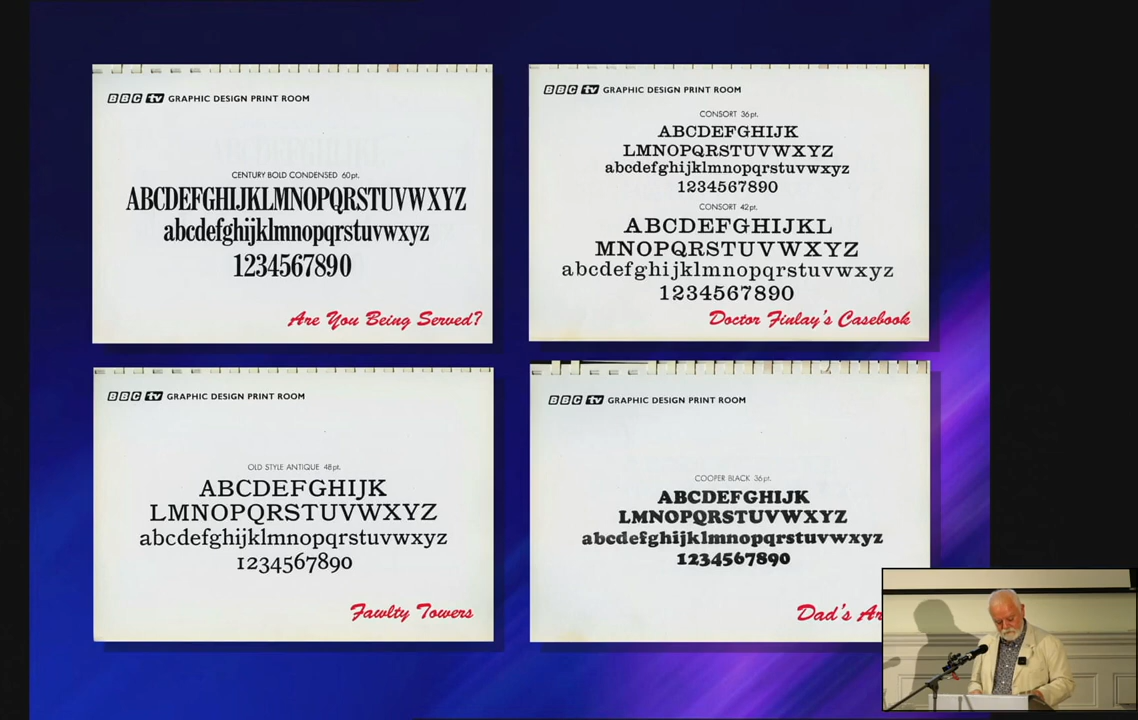 BBC tv GRAPHIC DESIGN PRINT ROOM
CENTURY BOLD CONDENSED 60pt.
ABCDEFGHIJKLMNOPQRSTUVWXYZ
abcdefghijklmnopqrstuvwxyz
1234567890
Are You Being Served?
BBC tv GRAPHIC DESIGN PRINT ROOM
CONSORT 36pt.
ABCDEFGHIJK
LMNOPQRSTUVWXYZ
abcdefghijklmnopqrstuvwxyz
1234567890
CONSORT 42pt.
ABCDEFGHIJKL
MNOPQRSTUVWXYZ
abcdefghijklmnopqrstuvwxyz
1234567890
Doctor Finlay's Casebook
BBC tv GRAPHIC DESIGN PRINT ROOM
OLD STYLE ANTIQUE 48pt.
ABCDEFGHIJK
LMNOPQRSTUVWXYZ
abcdefghijklmnopqrstuvwxyz
1234567890
Fawlty Towers
BBC tv GRAPHIC DESIGN PRINT ROOM
COOPER BLACK 36pt.
ABCDEFGHIJK
LMNOPQRSTUVWXYZ
abcdefghijklmnopqrstuvwxyz
1234567890
Dad's